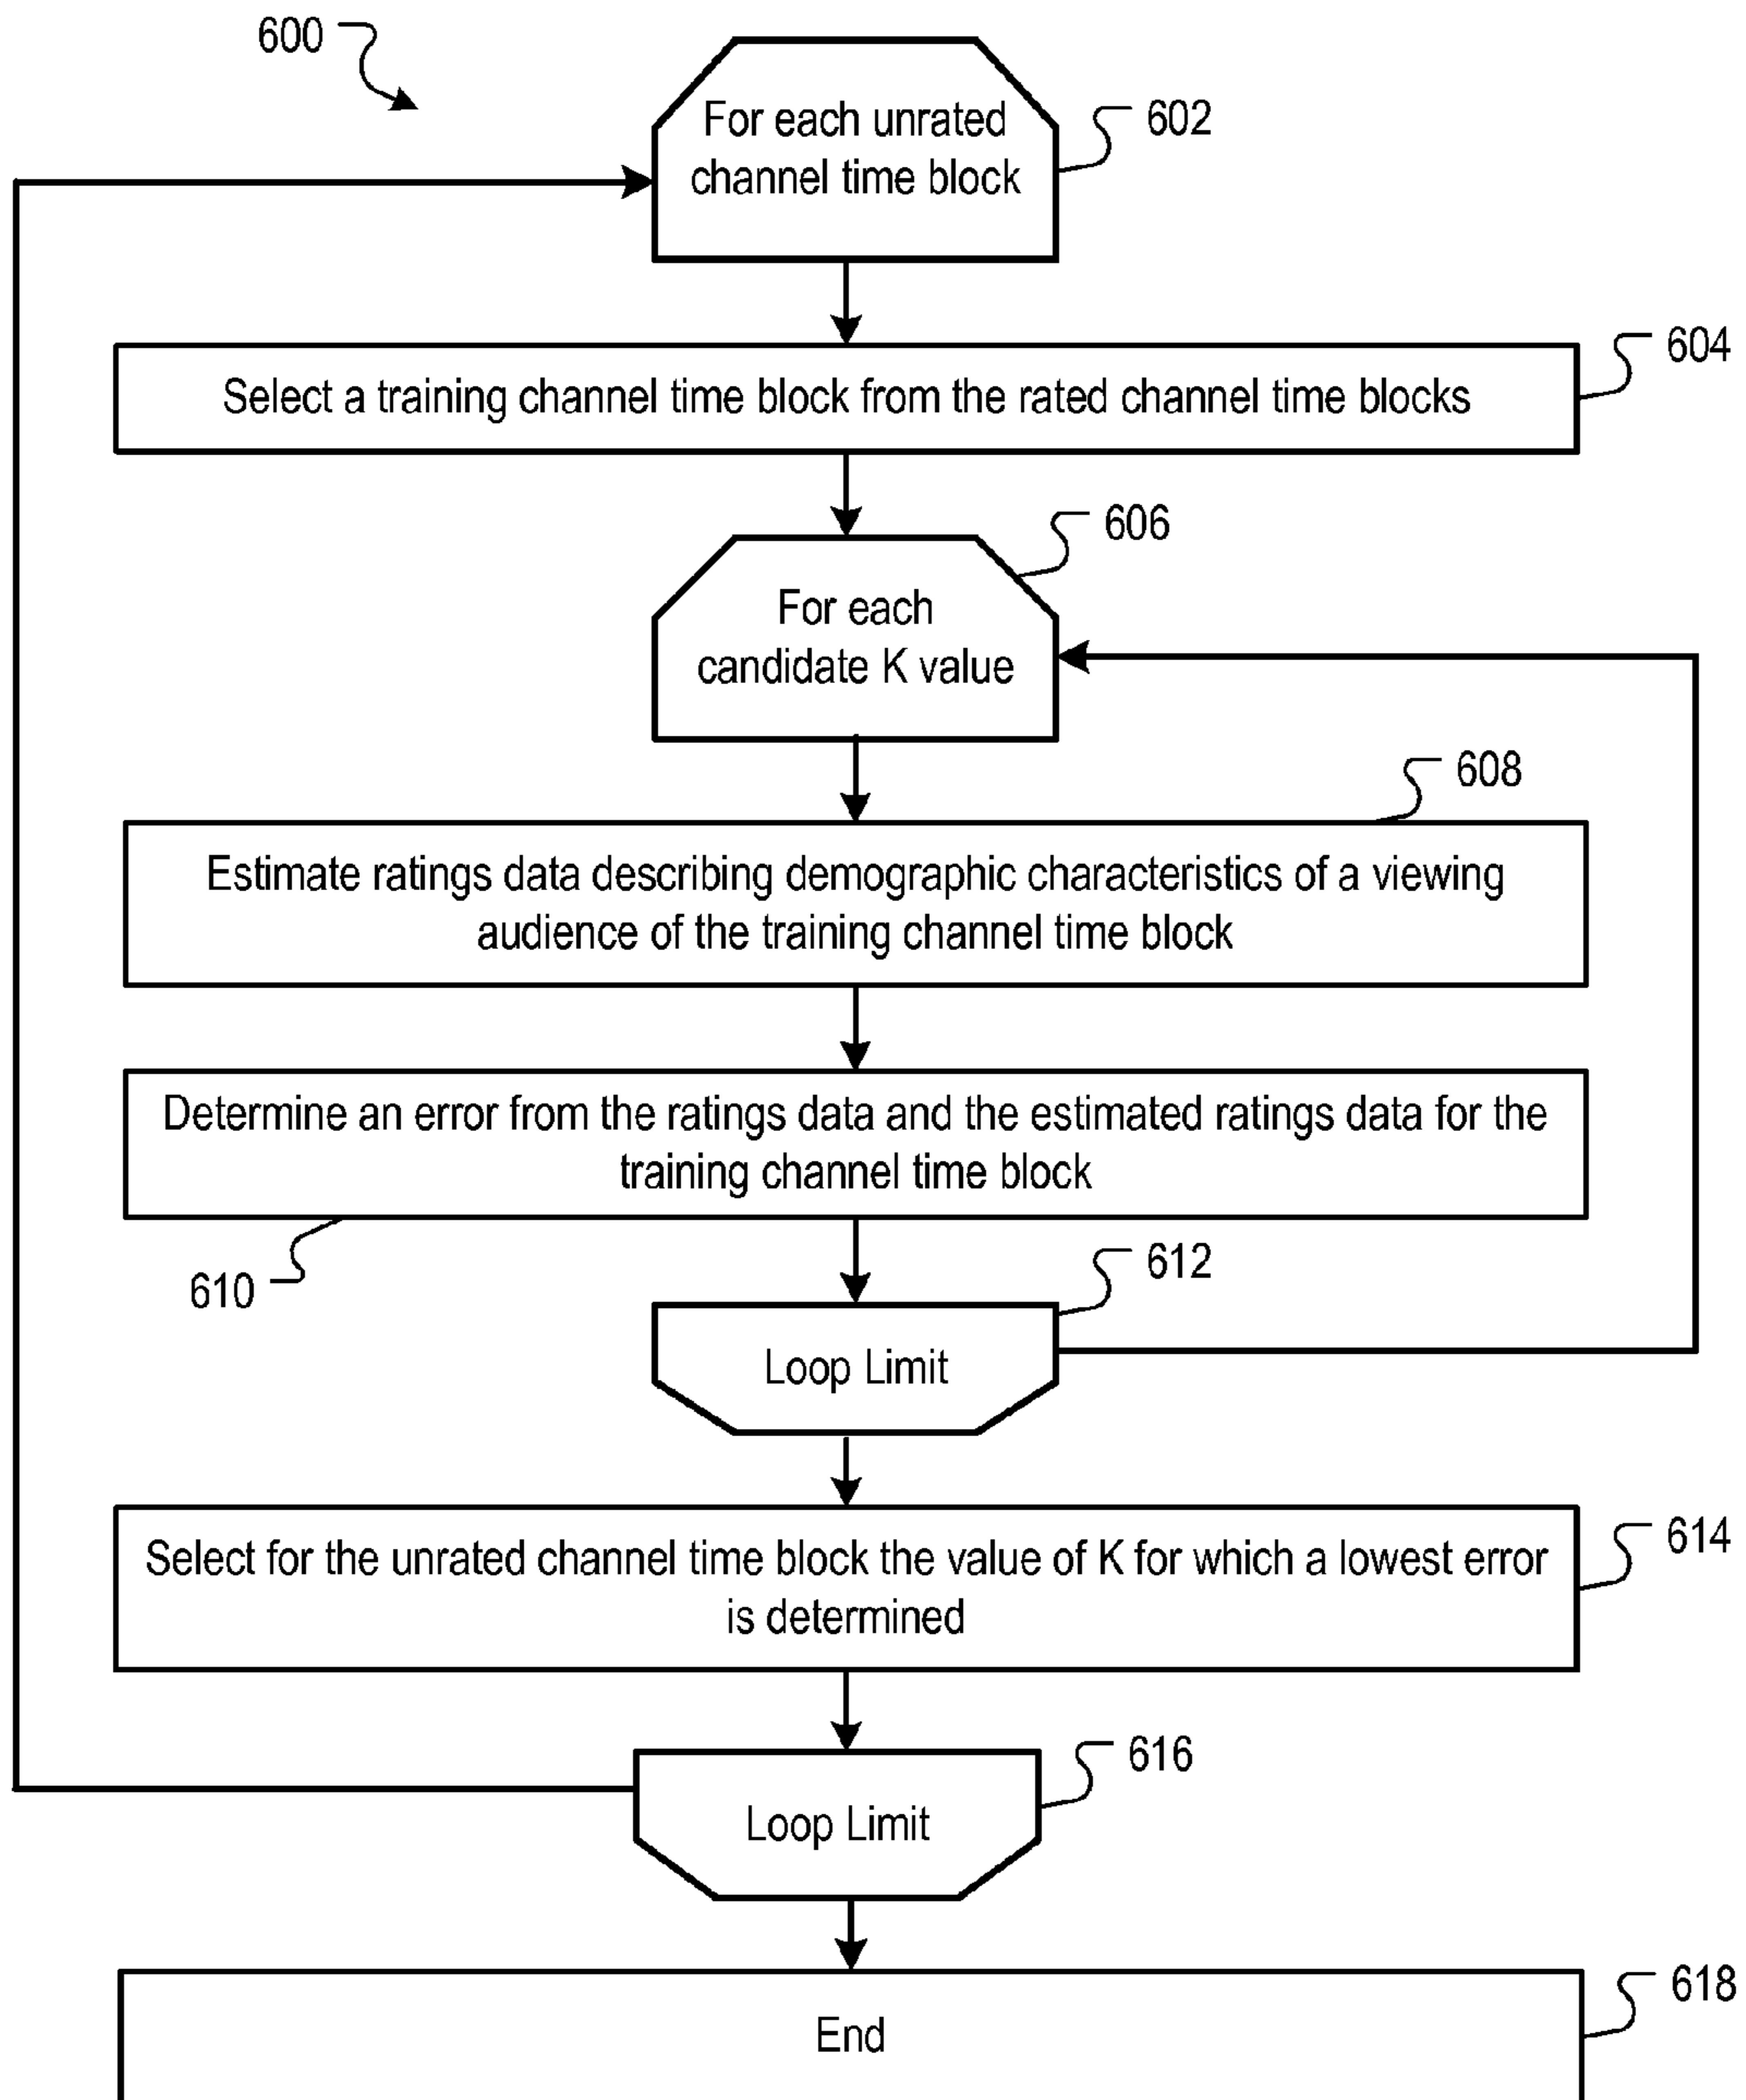 600
For each unrated
channel time block
602
Select a training channel time block from the rated channel time blocks
604
For each
candidate K value
606
Estimate ratings data describing demographic characteristics of a viewing
audience of the training channel time block
608
Determine an error from the ratings data and the estimated ratings data for the
training channel time block
610
Loop Limit
612
Select for the unrated channel time block the value of K for which a lowest error
is determined
614
Loop Limit
616
End
618